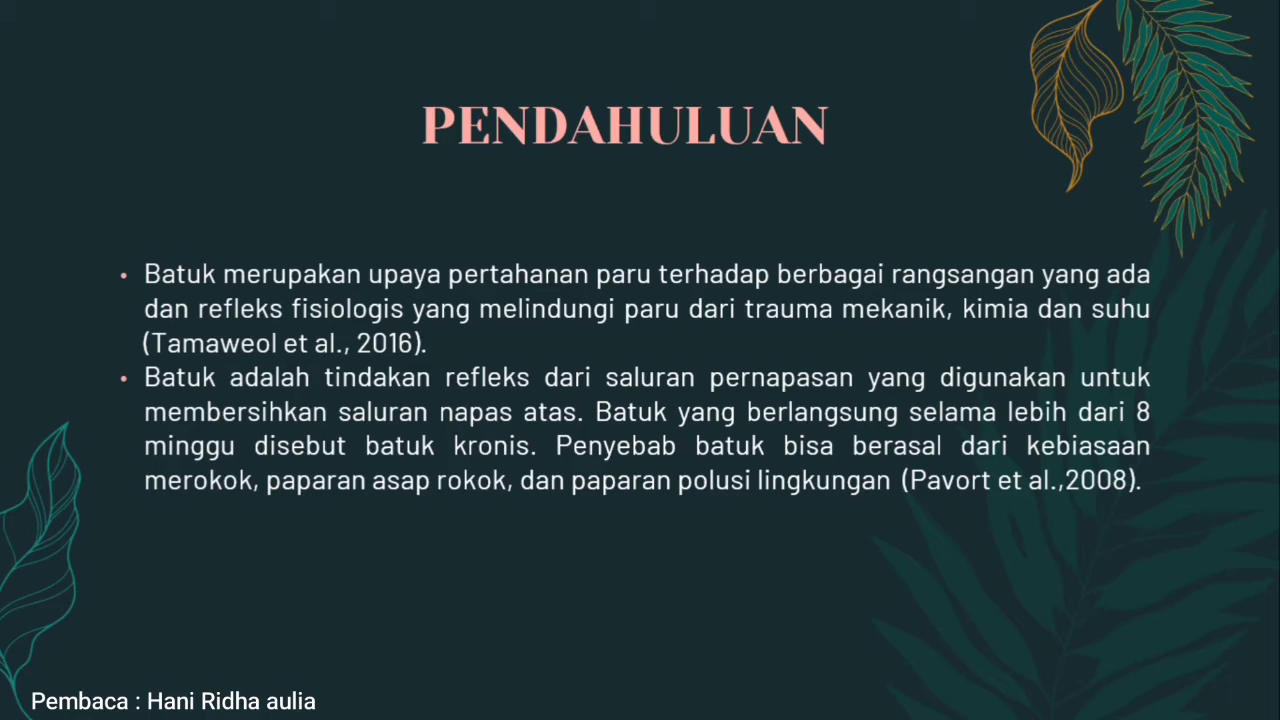 PENDAHULUAN
• Batuk merupakan upaya pertahanan paru terhadap berbagai rangsangan yang ada
dan refleks fisiologis yang melindungi paru dari trauma mekanik, kimia dan suhu
(Tamaweol et al., 2016).
• Batuk adalah tindakan refleks dari saluran pernapasan yang digunakan untuk
membersihkan saluran napas atas. Batuk yang berlangsung selama lebih dari 8
minggu disebut batuk kronis. Penyebab batuk bisa berasal dari kebiasaan
merokok, paparan asap rokok, dan paparan polusi lingkungan (Pavort et al.,2008).
Pembaca : Hani Ridha aulia